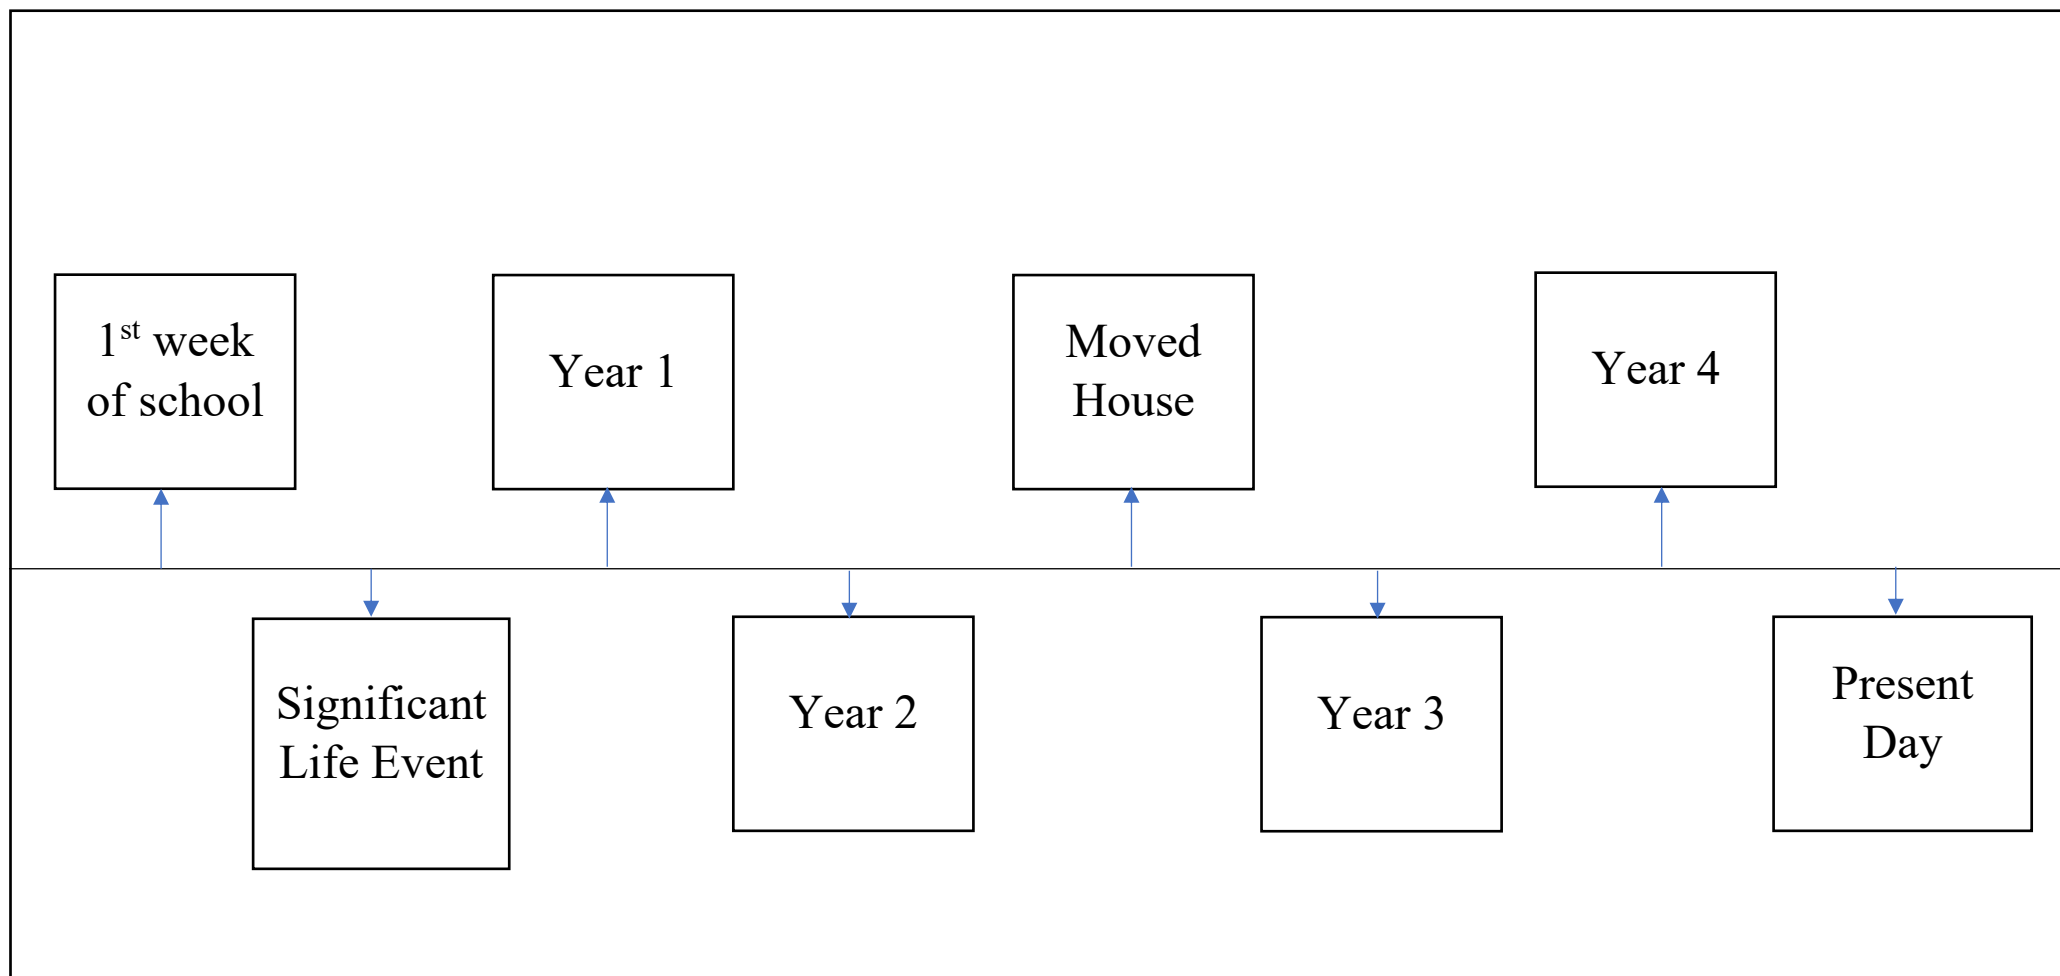 1st week
of school
Significant
Life Event
Year 1
Year 2
Moved
House
Year 3
Year 4
Present
Day